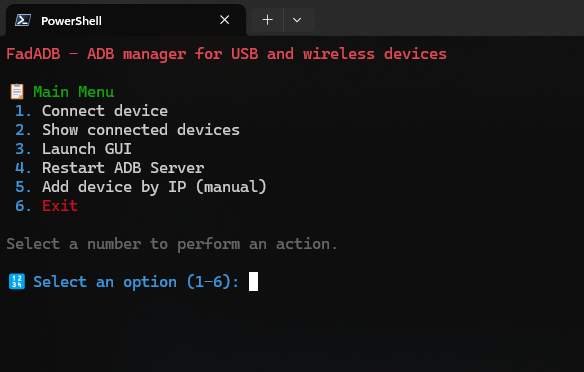 PowerShell
FadADB - ADB manager for USB and wireless devices
📋 Main Menu
1. Connect device
2. Show connected devices
3. Launch GUI
4. Restart ADB Server
5. Add device by IP (manual)
6. Exit
Select a number to perform an action.
🔢 Select an option (1-6):